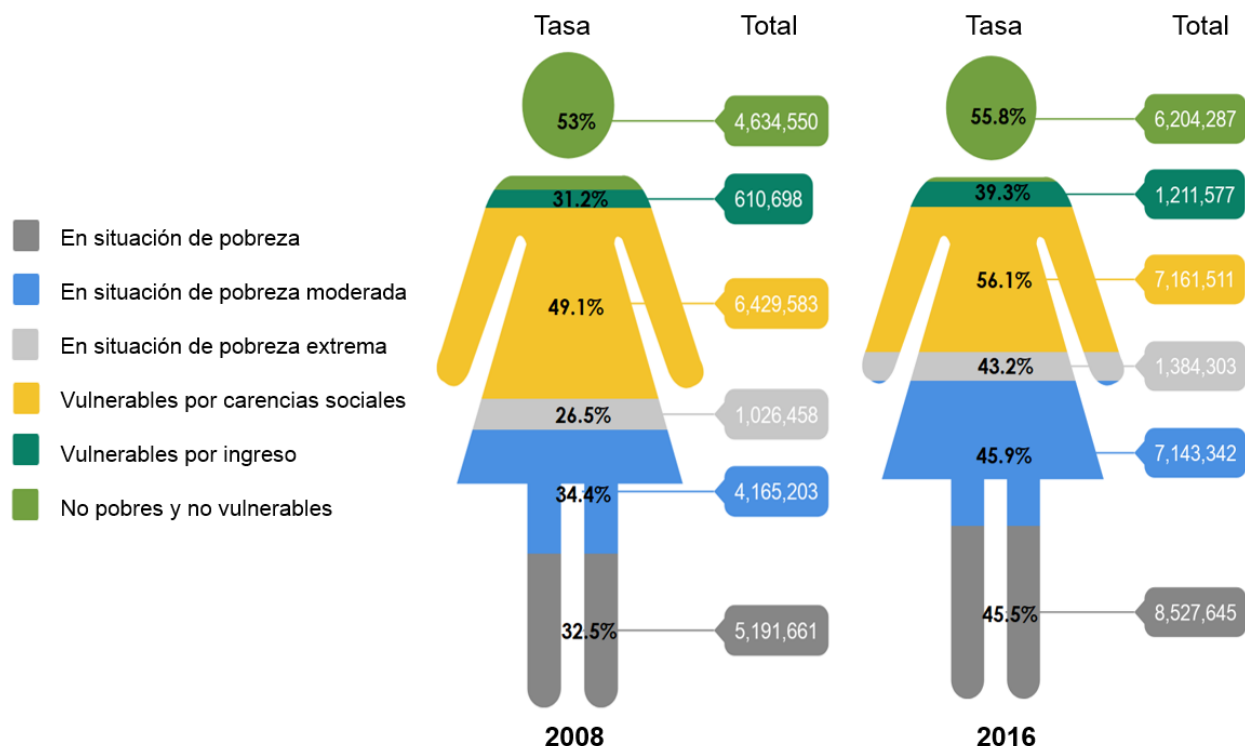 Tasa Total Tasa Total
53% 4,634,550 55.8% 6,204,287
31.2% 610,698 39.3% 1,211,577
En situación de pobreza
En situación de pobreza moderada
En situación de pobreza extrema
Vulnerables por carencias sociales
Vulnerables por ingreso
No pobres y no vulnerables
49.1% 6,429,583 56.1% 7,161,511
26.5% 1,026,458 43.2% 1,384,303
34.4% 4,165,203 45.9% 7,143,342
32.5% 5,191,661 45.5% 8,527,645
2008 2016